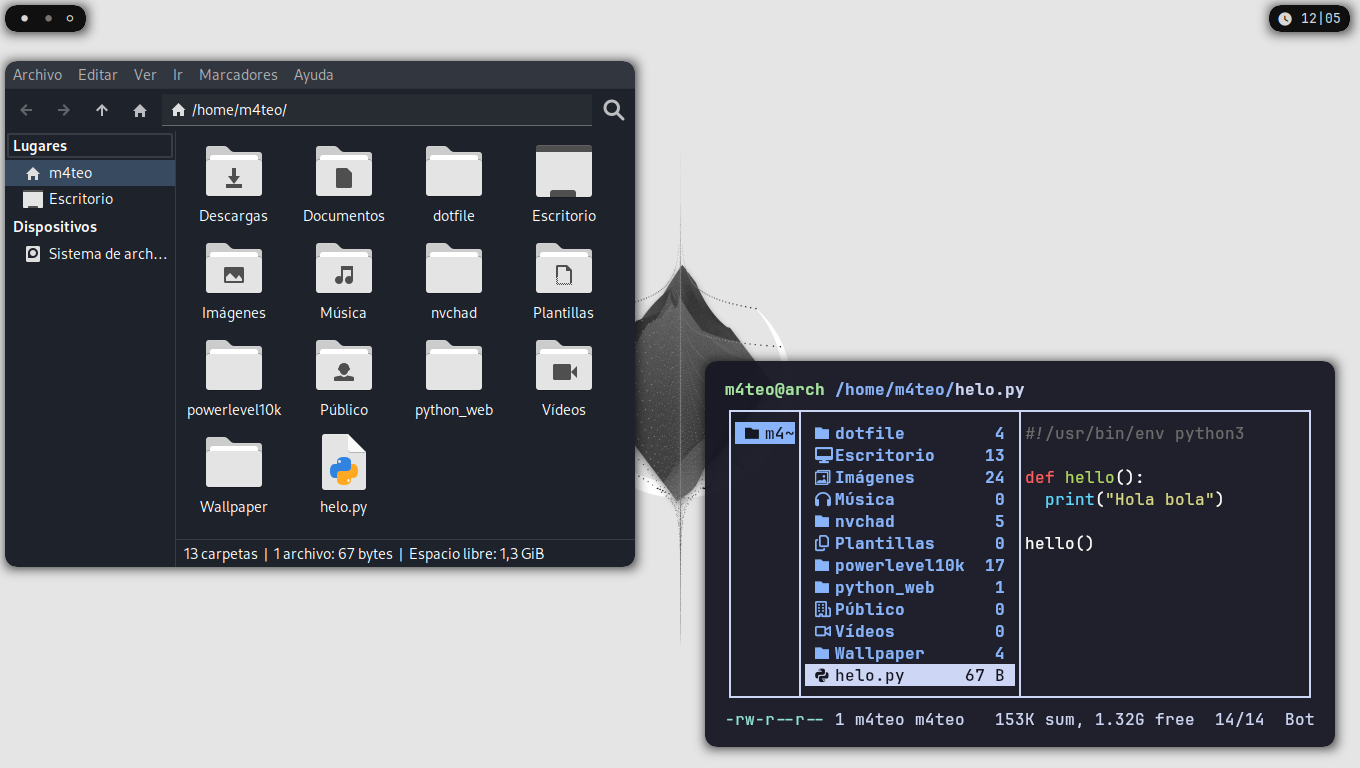 12|05
Archivo Editar Ver Ir Marcadores Ayuda
/home/m4teo/
Lugares
m4teo
Escritorio
Dispositivos
Sistema de arch...
Descargas Documentos dotfile Escritorio
Imágenes Música nvchad Plantillas
powerlevel10k Público python_web Vídeos
Wallpaper helo.py
13 carpetas | 1 archivo: 67 bytes | Espacio libre: 1,3 GiB
m4teo@arch /home/m4teo/helo.py
m4~
dotfile 4
Escritorio 13
Imágenes 24
Música 0
nvchad 5
Plantillas 0
powerlevel10k 17
python_web 1
Público 0
Vídeos 0
Wallpaper 4
helo.py 67 B
#!/usr/bin/env python3
def hello():
print("Hola bola")
hello()
-rw-r--r-- 1 m4teo m4teo 153K sum, 1.32G free 14/14 Bot